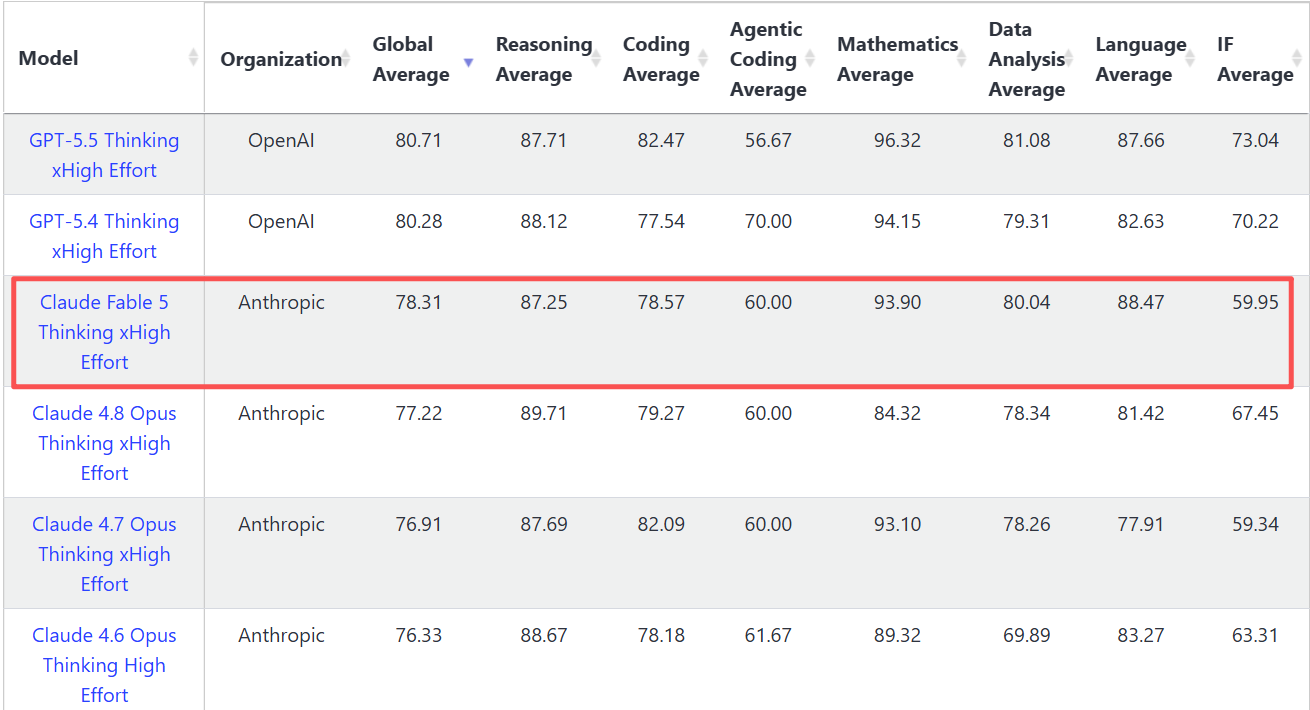 Model Organization Global Average Reasoning Average Coding Average Agentic Coding Average Mathematics Average Data Analysis Average Language Average IF Average
GPT-5.5 Thinking xHigh Effort OpenAI 80.71 87.71 82.47 56.67 96.32 81.08 87.66 73.04
GPT-5.4 Thinking xHigh Effort OpenAI 80.28 88.12 77.54 70.00 94.15 79.31 82.63 70.22
Claude Fable 5 Thinking xHigh Effort Anthropic 78.31 87.25 78.57 60.00 93.90 80.04 88.47 59.95
Claude 4.8 Opus Thinking xHigh Effort Anthropic 77.22 89.71 79.27 60.00 84.32 78.34 81.42 67.45
Claude 4.7 Opus Thinking xHigh Effort Anthropic 76.91 87.69 82.09 60.00 93.10 78.26 77.91 59.34
Claude 4.6 Opus Thinking High Effort Anthropic 76.33 88.67 78.18 61.67 89.32 69.89 83.27 63.31